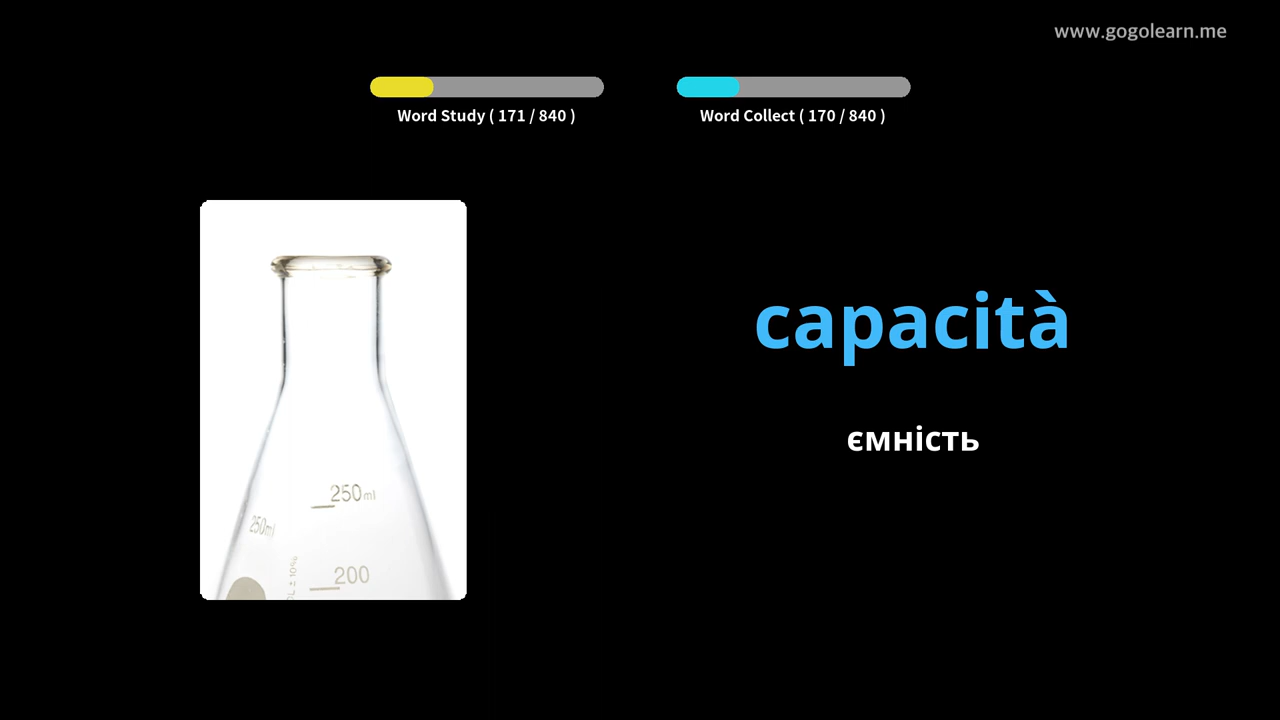 www.gogolearn.me
Word Study ( 171 / 840 )
Word Collect ( 170 / 840 )
capacità
ємність
250ml
250ml
200